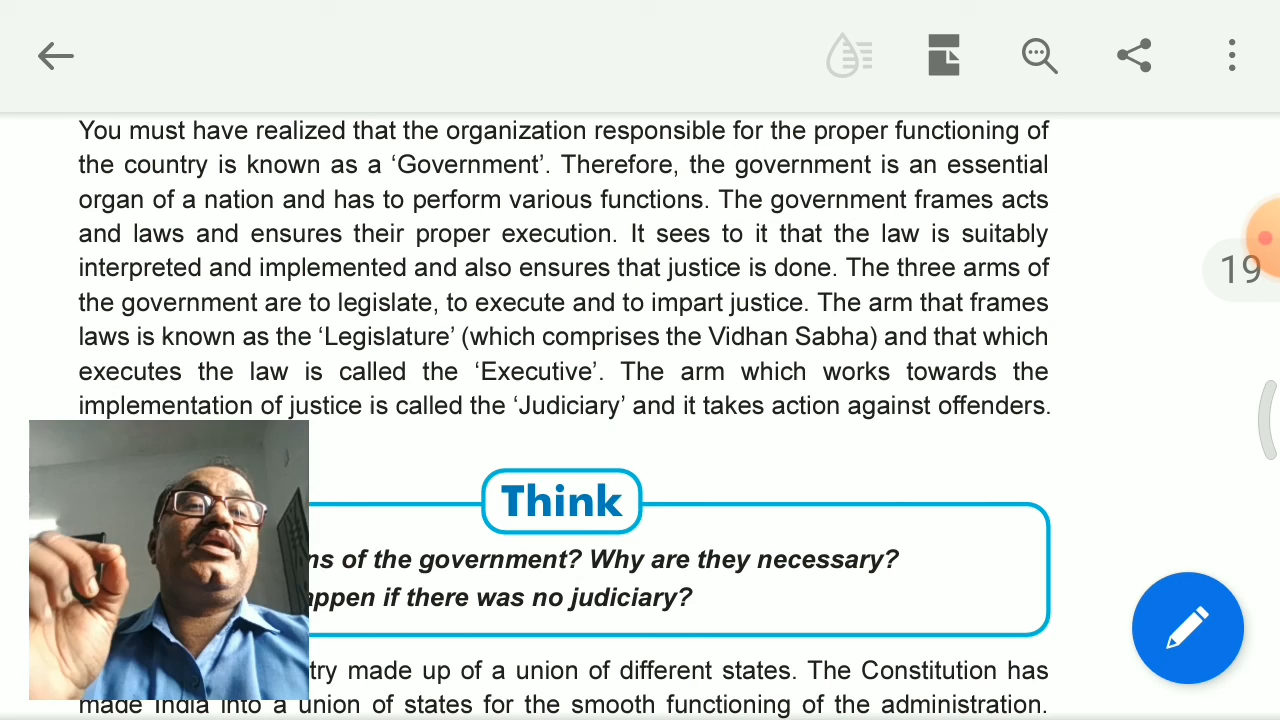 You must have realized that the organization responsible for the proper functioning of
the country is known as a ‘Government’. Therefore, the government is an essential
organ of a nation and has to perform various functions. The government frames acts
and laws and ensures their proper execution. It sees to it that the law is suitably
interpreted and implemented and also ensures that justice is done. The three arms of
19
the government are to legislate, to execute and to impart justice. The arm that frames
laws is known as the ‘Legislature’ (which comprises the Vidhan Sabha) and that which
executes the law is called the ‘Executive’. The arm which works towards the
implementation of justice is called the ‘Judiciary’ and it takes action against offenders.
Think
of the government? Why are they necessary?
if there was no judiciary?
made up of a union of different states. The Constitution has
made India into a union of states for the smooth functioning of the administration.